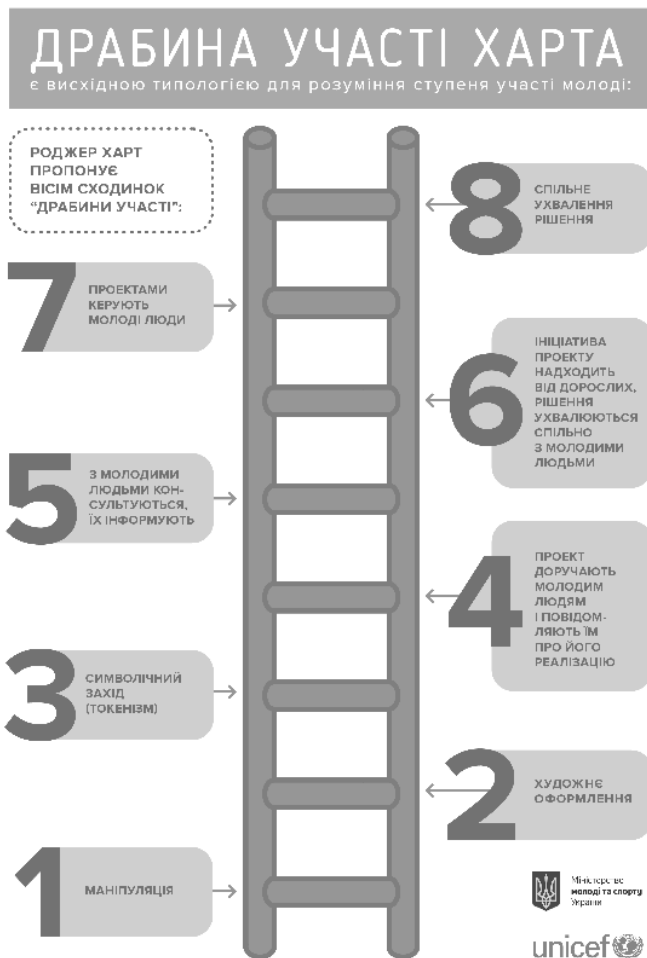 ДРАБИНА УЧАСТІ ХАРТА
є висхідною типологією для розуміння ступеня участі молоді:
РОДЖЕР ХАРТ
ПРОПОНУЄ
ВІСІМ СХОДИНОК
“ДРАБИНИ УЧАСТІ”:
8
СПІЛЬНЕ
УХВАЛЕННЯ
РІШЕННЯ
7
ПРОЕКТАМИ
КЕРУЮТЬ
МОЛОДІ ЛЮДИ
6
ІНІЦІАТИВА
ПРОЕКТУ
НАДХОДИТЬ
ВІД ДОРОСЛИХ,
РІШЕННЯ
УХВАЛЮЮТЬСЯ
СПІЛЬНО
З МОЛОДИМИ
ЛЮДЬМИ
5
З МОЛОДИМИ
ЛЮДЬМИ КОН-
СУЛЬТУЮТЬСЯ,
ЇХ ІНФОРМУЮТЬ
4
ПРОЕКТ
ДОРУЧАЮТЬ
МОЛОДИМ
ЛЮДЯМ
І ПОВІДОМ-
ЛЯЮТЬ ЇМ
ПРО ЙОГО
РЕАЛІЗАЦІЮ
3
СИМВОЛІЧНИЙ
ЗАХІД
(ТОКЕНІЗМ)
2
ХУДОЖНЄ
ОФОРМЛЕННЯ
1
МАНІПУЛЯЦІЯ
Міністерство
молоді та спорту
України
unicef